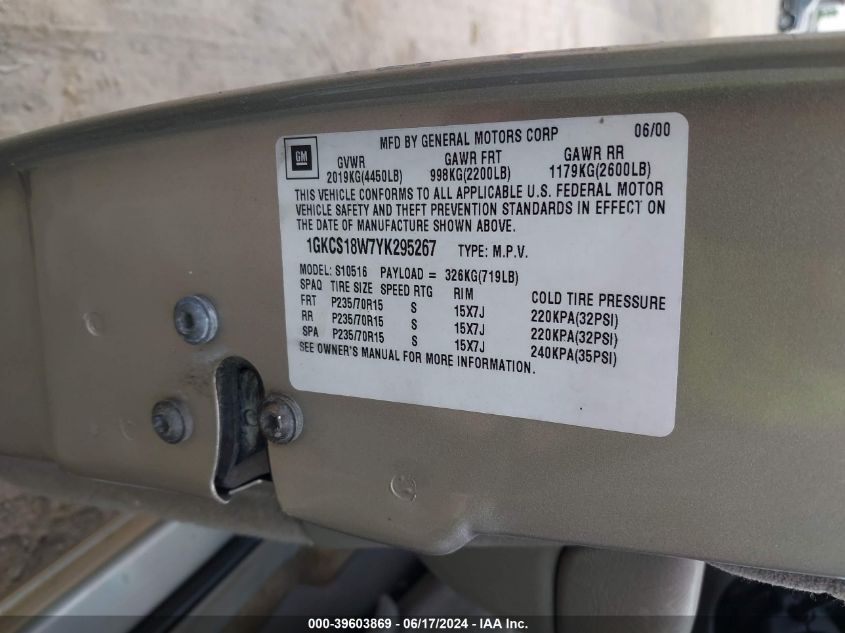 MFD BY GENERAL MOTORS CORP 06/00
GM
GVWR GAWR FRT GAWR RR
2019KG(4450LB) 998KG(2200LB) 1179KG(2600LB)
THIS VEHICLE CONFORMS TO ALL APPLICABLE U.S. FEDERAL MOTOR
VEHICLE SAFETY AND THEFT PREVENTION STANDARDS IN EFFECT ON
THE DATE OF MANUFACTURE SHOWN ABOVE.
1GKCS18W7YK295267 TYPE: M.P.V.
MODEL: S10516 PAYLOAD = 326KG(719LB)
SPAQ TIRE SIZE SPEED RTG RIM COLD TIRE PRESSURE
FRT P235/70R15 S 15X7J 220KPA(32PSI)
RR P235/70R15 S 15X7J 220KPA(32PSI)
SPA P235/70R15 S 15X7J 240KPA(35PSI)
SEE OWNER'S MANUAL FOR MORE INFORMATION.
000-39603869 / 06/17/2024 / IAA Inc.